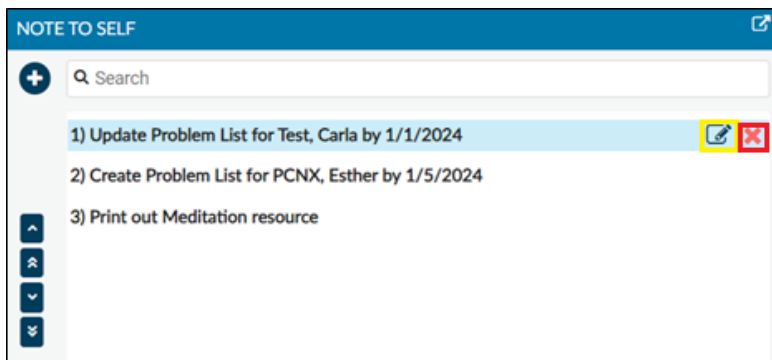 NOTE TO SELF
Search
1) Update Problem List for Test, Carla by 1/1/2024
2) Create Problem List for PCNX, Esther by 1/5/2024
3) Print out Meditation resource